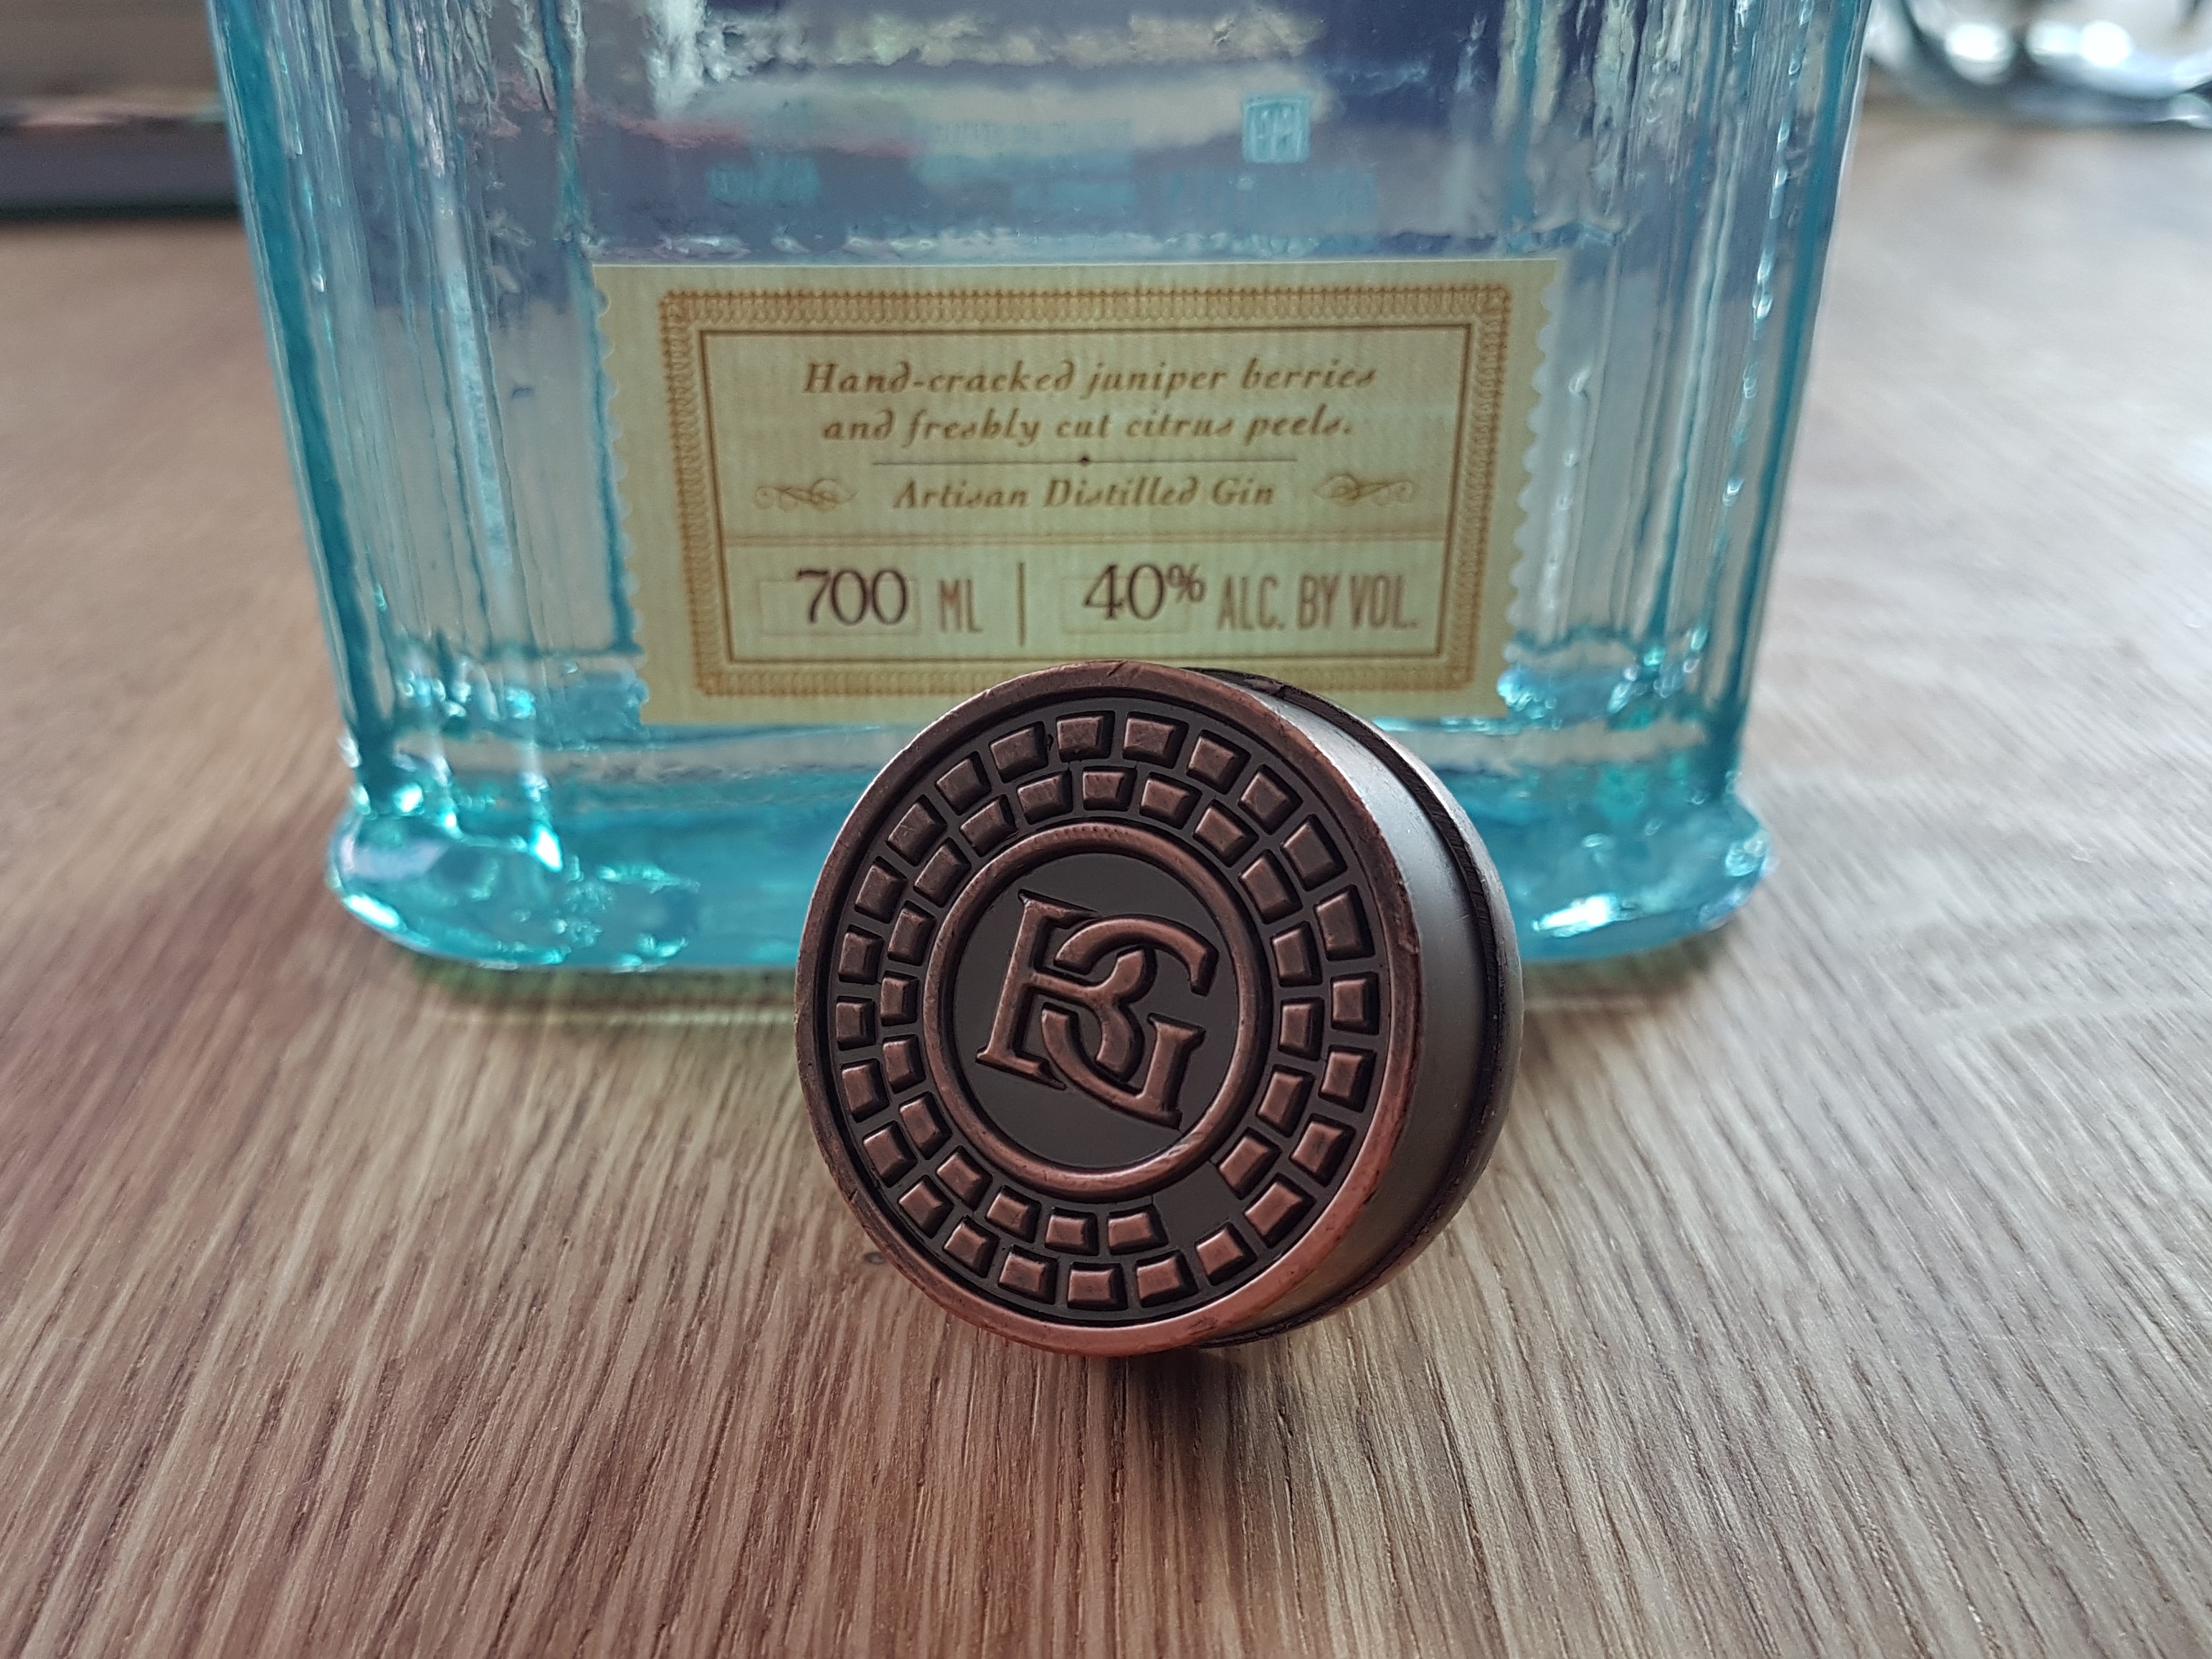 Hand-cracked juniper berries
and freshly cut citrus peels.
Artisan Distilled Gin
700 ML | 40% ALC. BY VOL.
BG